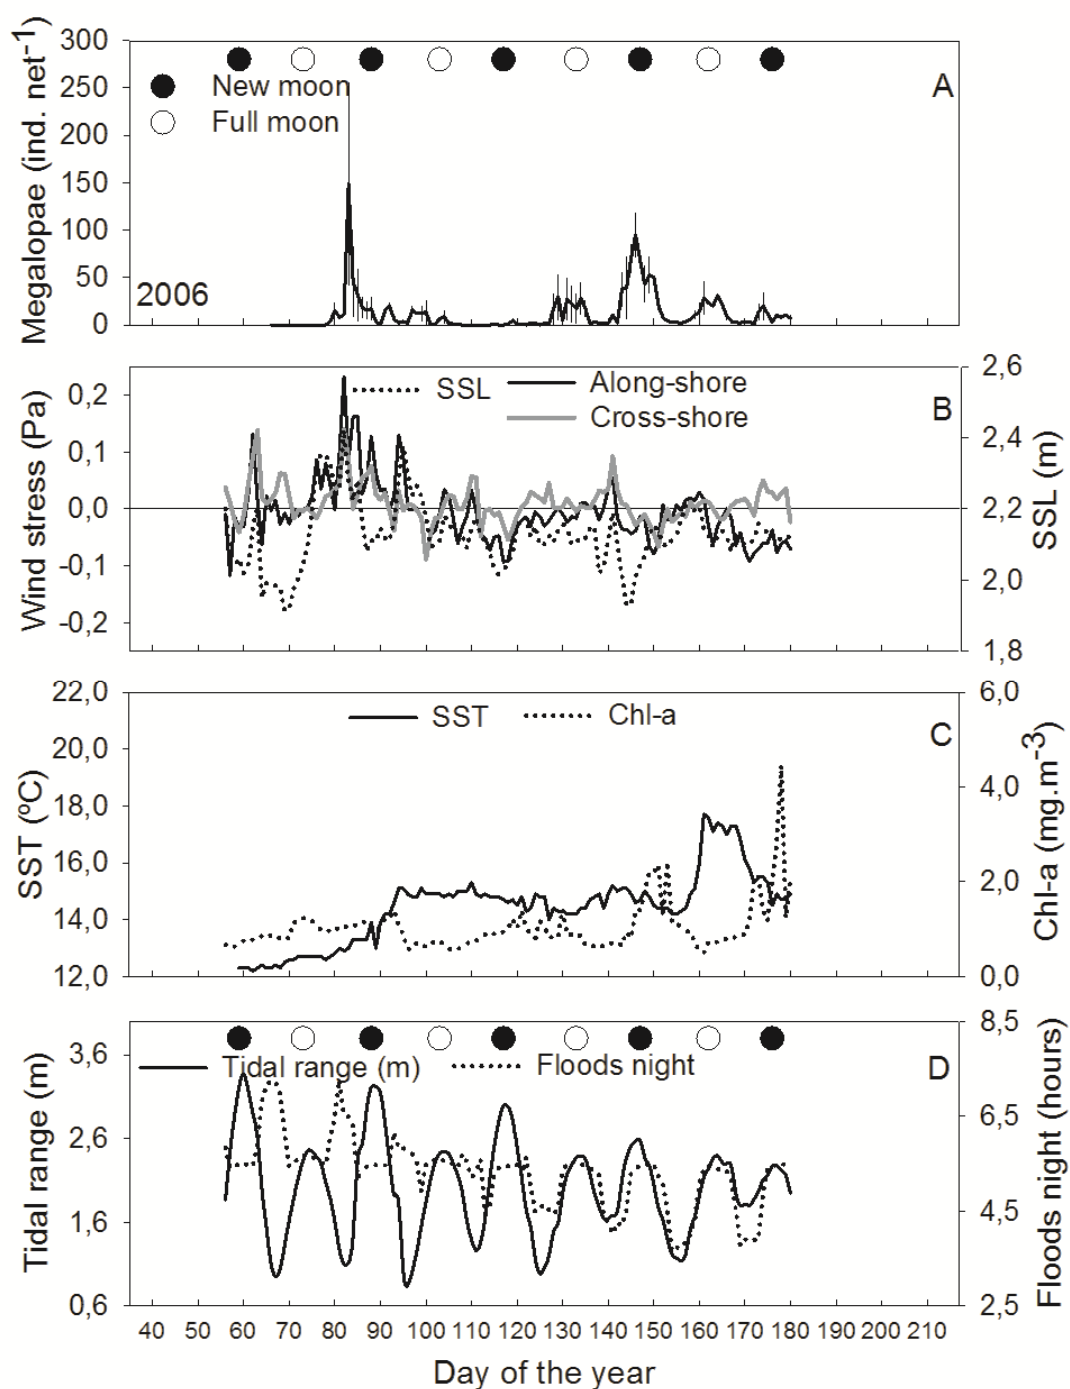 300
250
200
150
100
50
0
Megalopae (ind. net-1)
New moon
Full moon
A
2006
0,2
0,1
0,0
-0,1
-0,2
Wind stress (Pa)
SSL
Along-shore
Cross-shore
B
2,6
2,4
2,2
2,0
1,8
SSL (m)
22,0
20,0
18,0
16,0
14,0
12,0
SST (ºC)
SST
Chl-a
C
6,0
4,0
2,0
0,0
Chl-a (mg.m-3)
3,6
2,6
1,6
0,6
Tidal range (m)
Tidal range (m)
Floods night
D
8,5
6,5
4,5
2,5
Floods night (hours)
40 50 60 70 80 90 100 110 120 130 140 150 160 170 180 190 200 210
Day of the year